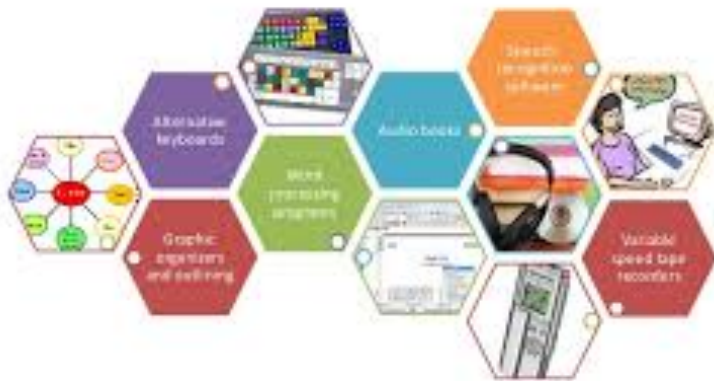 Speech
recognition
software
Alternative
keyboards
Audio books
Word
processing
programs
Graphic
organizers
and outlining
Variable
speed tape
recorders